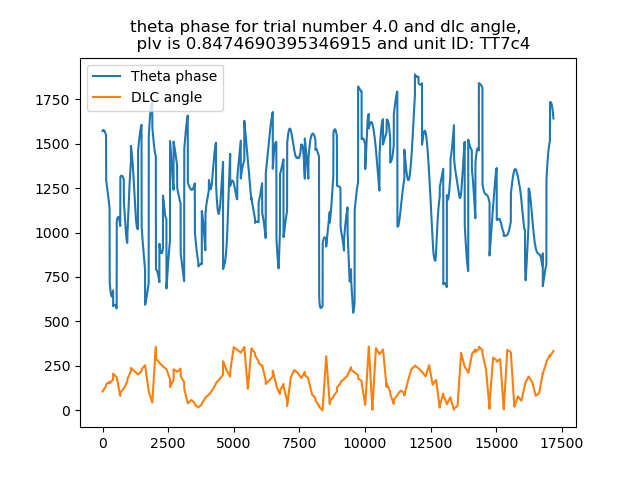 theta phase for trial number 4.0 and dlc angle,
plv is 0.8474690395346915 and unit ID: TT7c4
Theta phase
DLC angle
1750
1500
1250
1000
750
500
250
0
0 2500 5000 7500 10000 12500 15000 17500